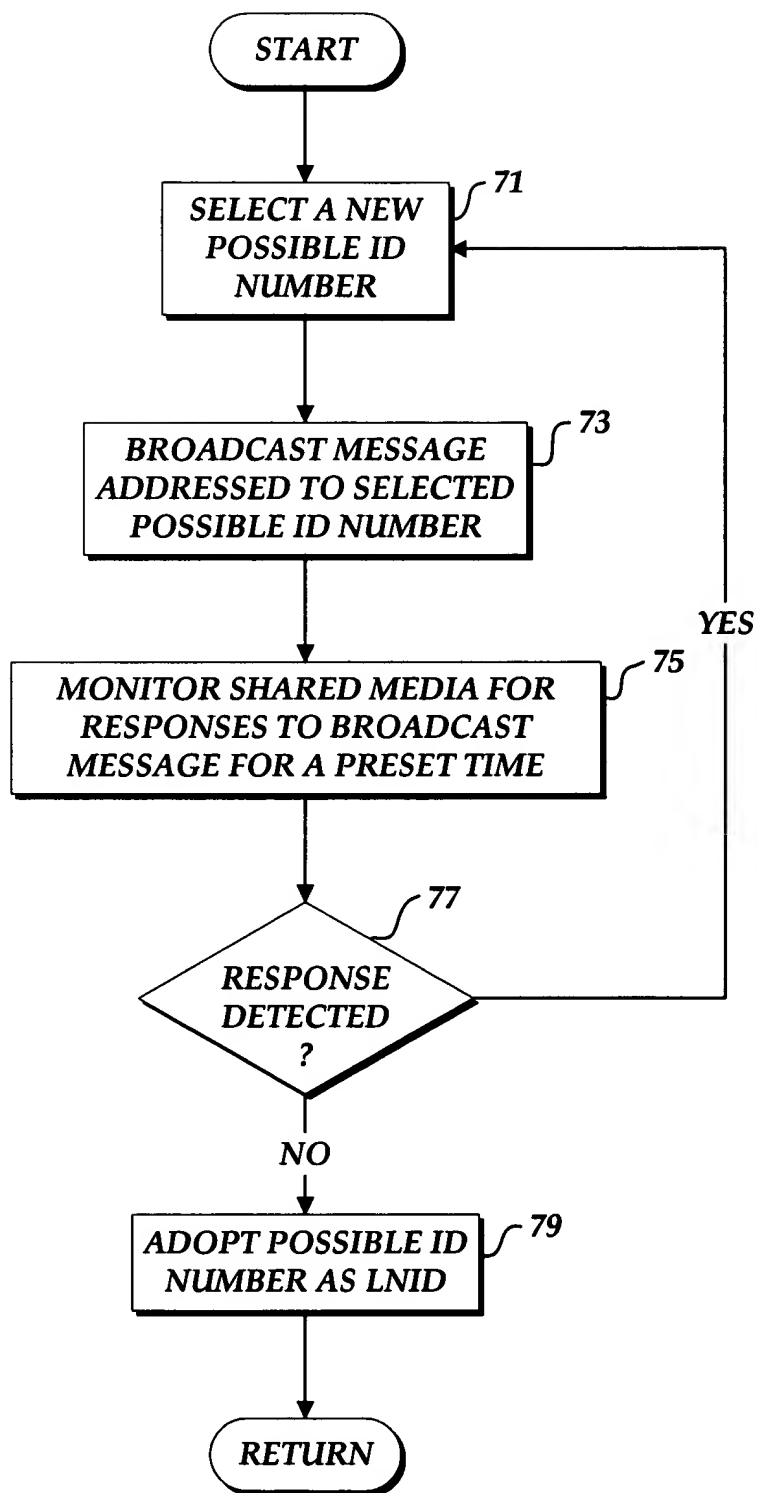 START
71
SELECT A NEW
POSSIBLE ID
NUMBER
73
BROADCAST MESSAGE
ADDRESSED TO SELECTED
POSSIBLE ID NUMBER
YES
75
MONITOR SHARED MEDIA FOR
RESPONSES TO BROADCAST
MESSAGE FOR A PRESET TIME
77
RESPONSE
DETECTED
?
NO
79
ADOPT POSSIBLE ID
NUMBER AS LNID
RETURN